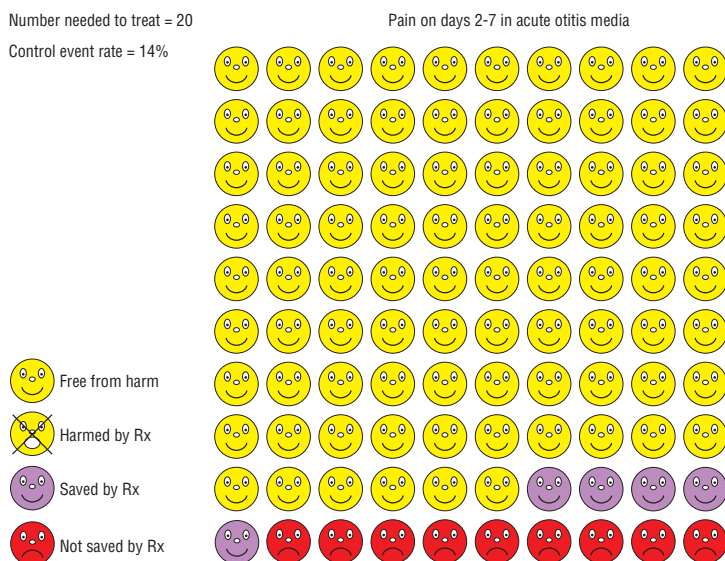 Number needed to treat = 20
Pain on days 2-7 in acute otitis media
Control event rate = 14%
Free from harm
Harmed by Rx
Saved by Rx
Not saved by Rx